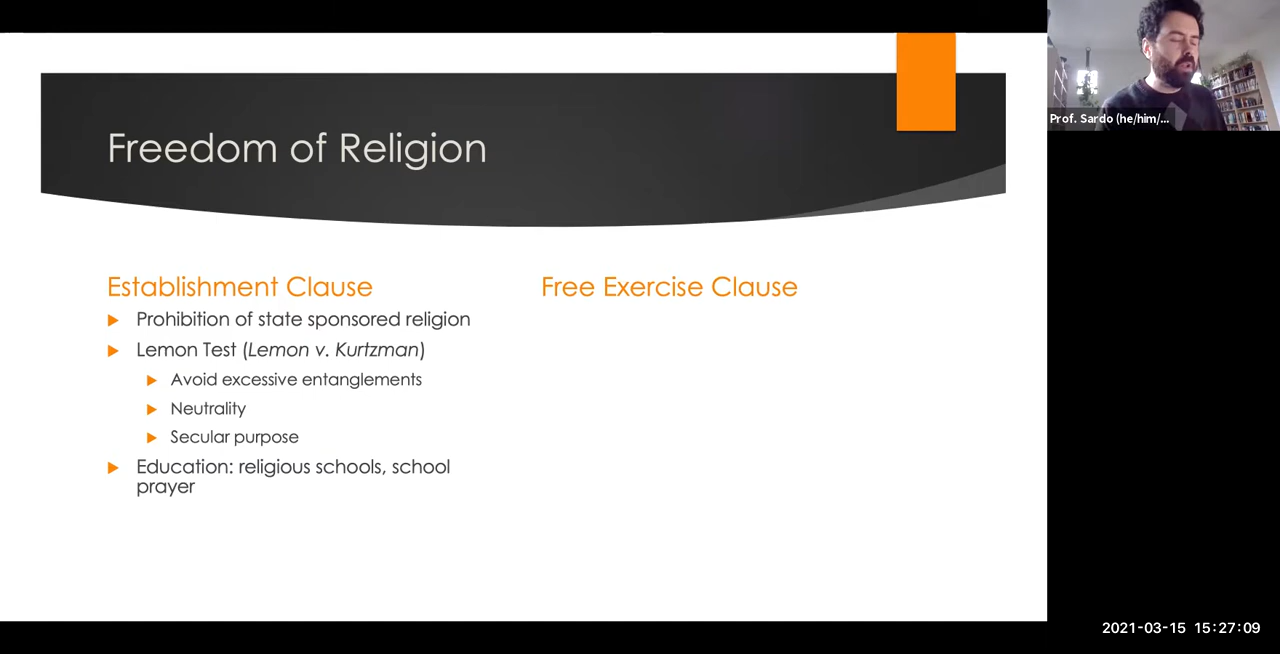 Freedom of Religion
Establishment Clause
Prohibition of state sponsored religion
Lemon Test (Lemon v. Kurtzman)
Avoid excessive entanglements
Neutrality
Secular purpose
Education: religious schools, school
prayer
Free Exercise Clause
Prof. Sardo (he/him/...
2021-03-15 15:27:09